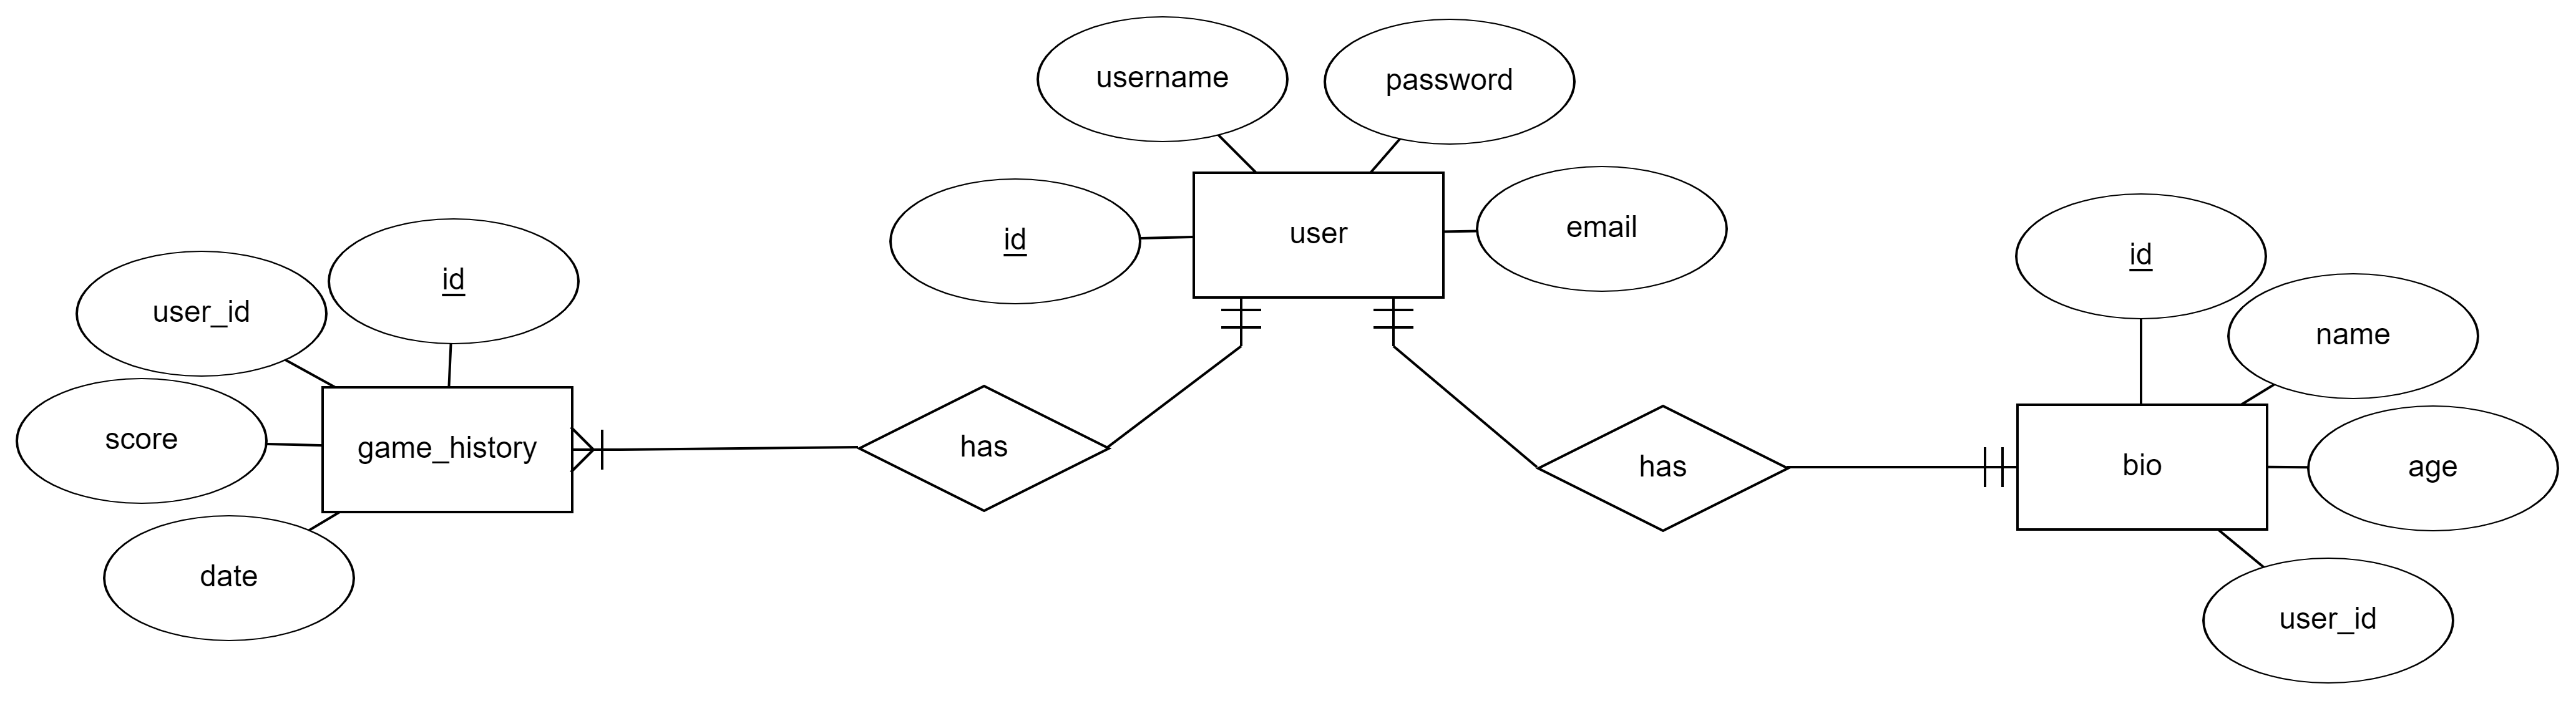 username
password
id
user
email
id
user_id
id
name
score
game_history
has
has
bio
age
date
user_id